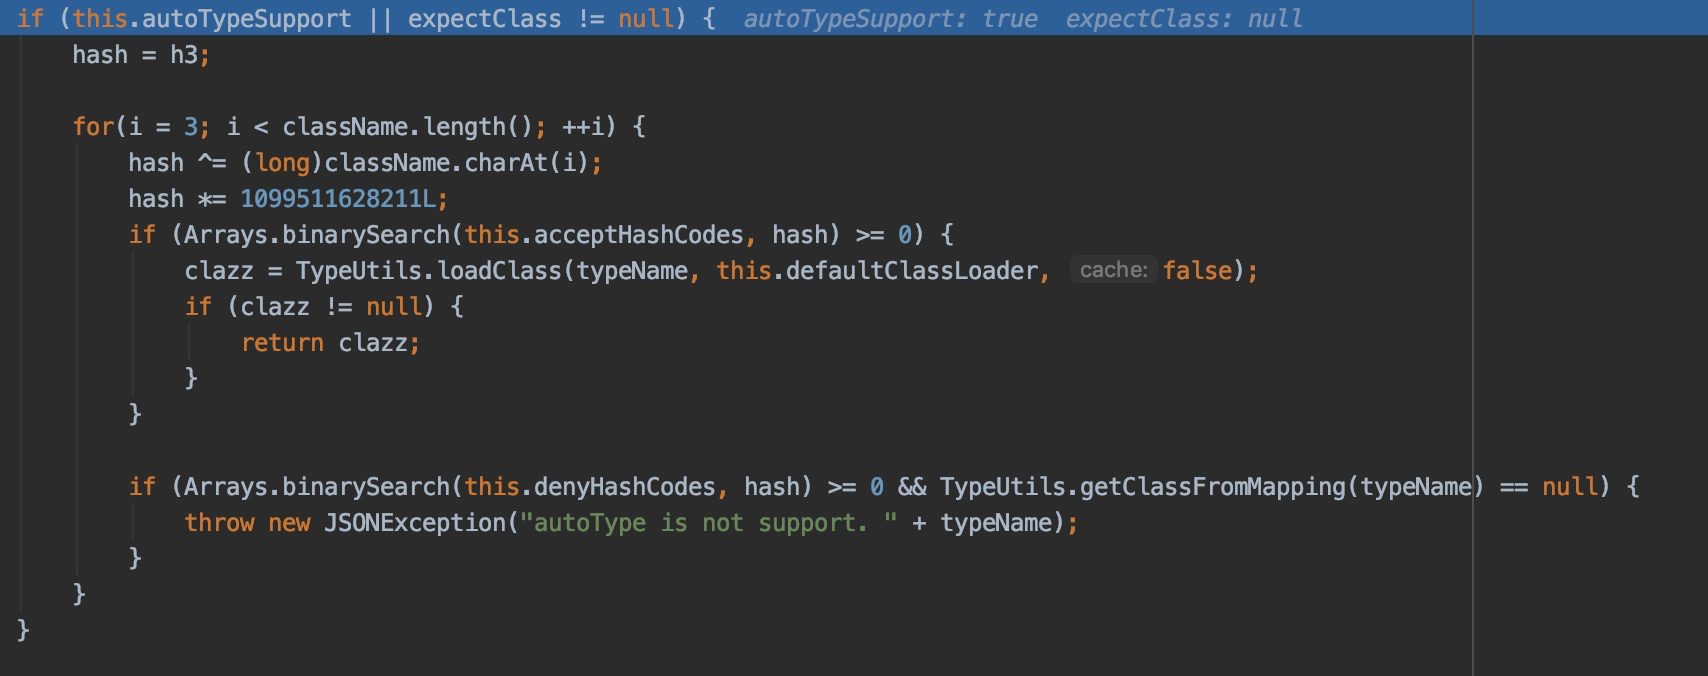 if (this.autoTypeSupport || expectClass != null) {  autoTypeSupport: true  expectClass: null
    hash = h3;

    for(i = 3; i < className.length(); ++i) {
        hash ^= (long)className.charAt(i);
        hash *= 1099511628211L;
        if (Arrays.binarySearch(this.acceptHashCodes, hash) >= 0) {
            clazz = TypeUtils.loadClass(typeName, this.defaultClassLoader,  cache: false);
            if (clazz != null) {
                return clazz;
            }
        }

        if (Arrays.binarySearch(this.denyHashCodes, hash) >= 0 && TypeUtils.getClassFromMapping(typeName) == null) {
            throw new JSONException("autoType is not support. " + typeName);
        }
    }
}